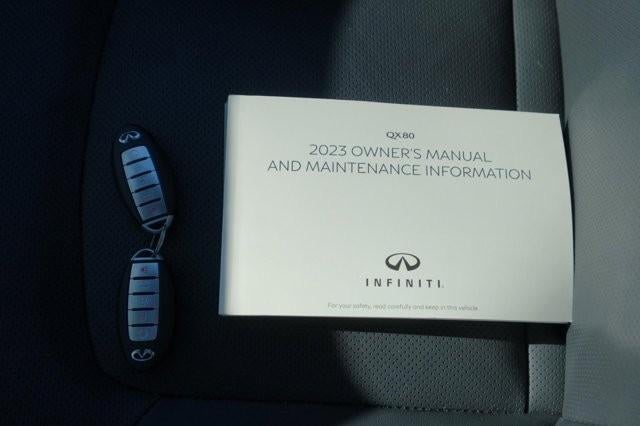 QX80
2023 OWNER'S MANUAL
AND MAINTENANCE INFORMATION
INFINITI
For your safety, read carefully and keep in this vehicle